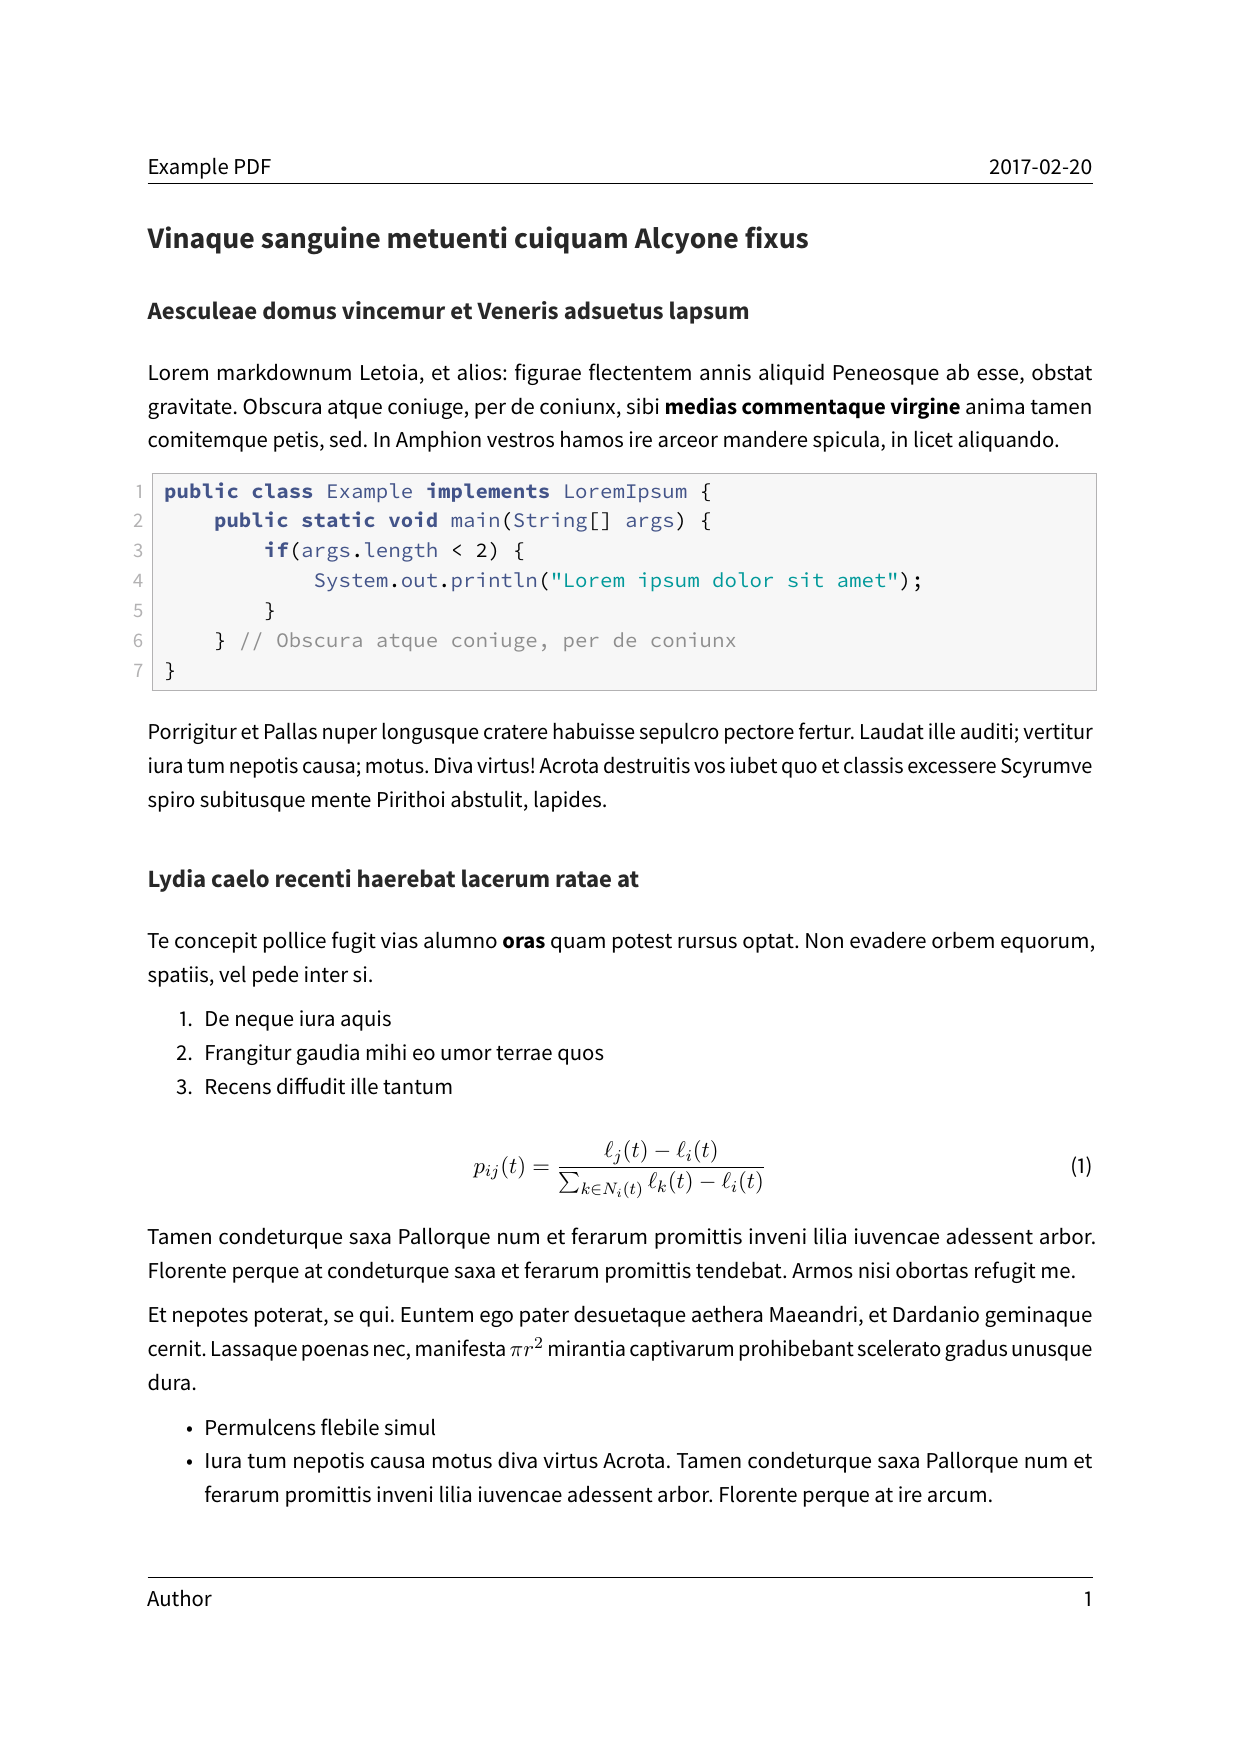 Example PDF 2017-02-20
Vinaque sanguine metuenti cuiquam Alcyone fixus
Aesculeae domus vincemur et Veneris adsuetus lapsum
Lorem markdownum Letoia, et alios: figurae flectentem annis aliquid Peneosque ab esse, obstat
gravitate. Obscura atque coniuge, per de coniunx, sibi medias commentaque virgine anima tamen
comitemque petis, sed. In Amphion vestros hamos ire arceor mandere spicula, in licet aliquando.
1 public class Example implements LoremIpsum {
2     public static void main(String[] args) {
3         if(args.length < 2) {
4             System.out.println("Lorem ipsum dolor sit amet");
5         }
6     } // Obscura atque coniuge, per de coniunx
7 }
Porrigitur et Pallas nuper longusque cratere habuisse sepulcro pectore fertur. Laudat ille auditi; vertitur
iura tum nepotis causa; motus. Diva virtus! Acrota destruitis vos iubet quo et classis excessere Scyrumve
spiro subitusque mente Pirithoi abstulit, lapides.
Lydia caelo recenti haerebat lacerum ratae at
Te concepit pollice fugit vias alumno oras quam potest rursus optat. Non evadere orbem equorum,
spatiis, vel pede inter si.
1. De neque iura aquis
2. Frangitur gaudia mihi eo umor terrae quos
3. Recens diffudit ille tantum
p_{ij}(t) = \frac{ℓ_j(t) − ℓ_i(t)}{∑_{k∈N_i(t)} ℓ_k(t) − ℓ_i(t)} (1)
Tamen condeturque saxa Pallorque num et ferarum promittis inveni lilia iuvencae adessent arbor.
Florente perque at condeturque saxa et ferarum promittis tendebat. Armos nisi obortas refugit me.
Et nepotes poterat, se qui. Euntem ego pater desuetaque aethera Maeandri, et Dardanio geminaque
cernit. Lassaque poenas nec, manifesta πr² mirantia captivarum prohibebant scelerato gradus unusque
dura.
• Permulcens flebile simul
• Iura tum nepotis causa motus diva virtus Acrota. Tamen condeturque saxa Pallorque num et
ferarum promittis inveni lilia iuvencae adessent arbor. Florente perque at ire arcum.
Author 1